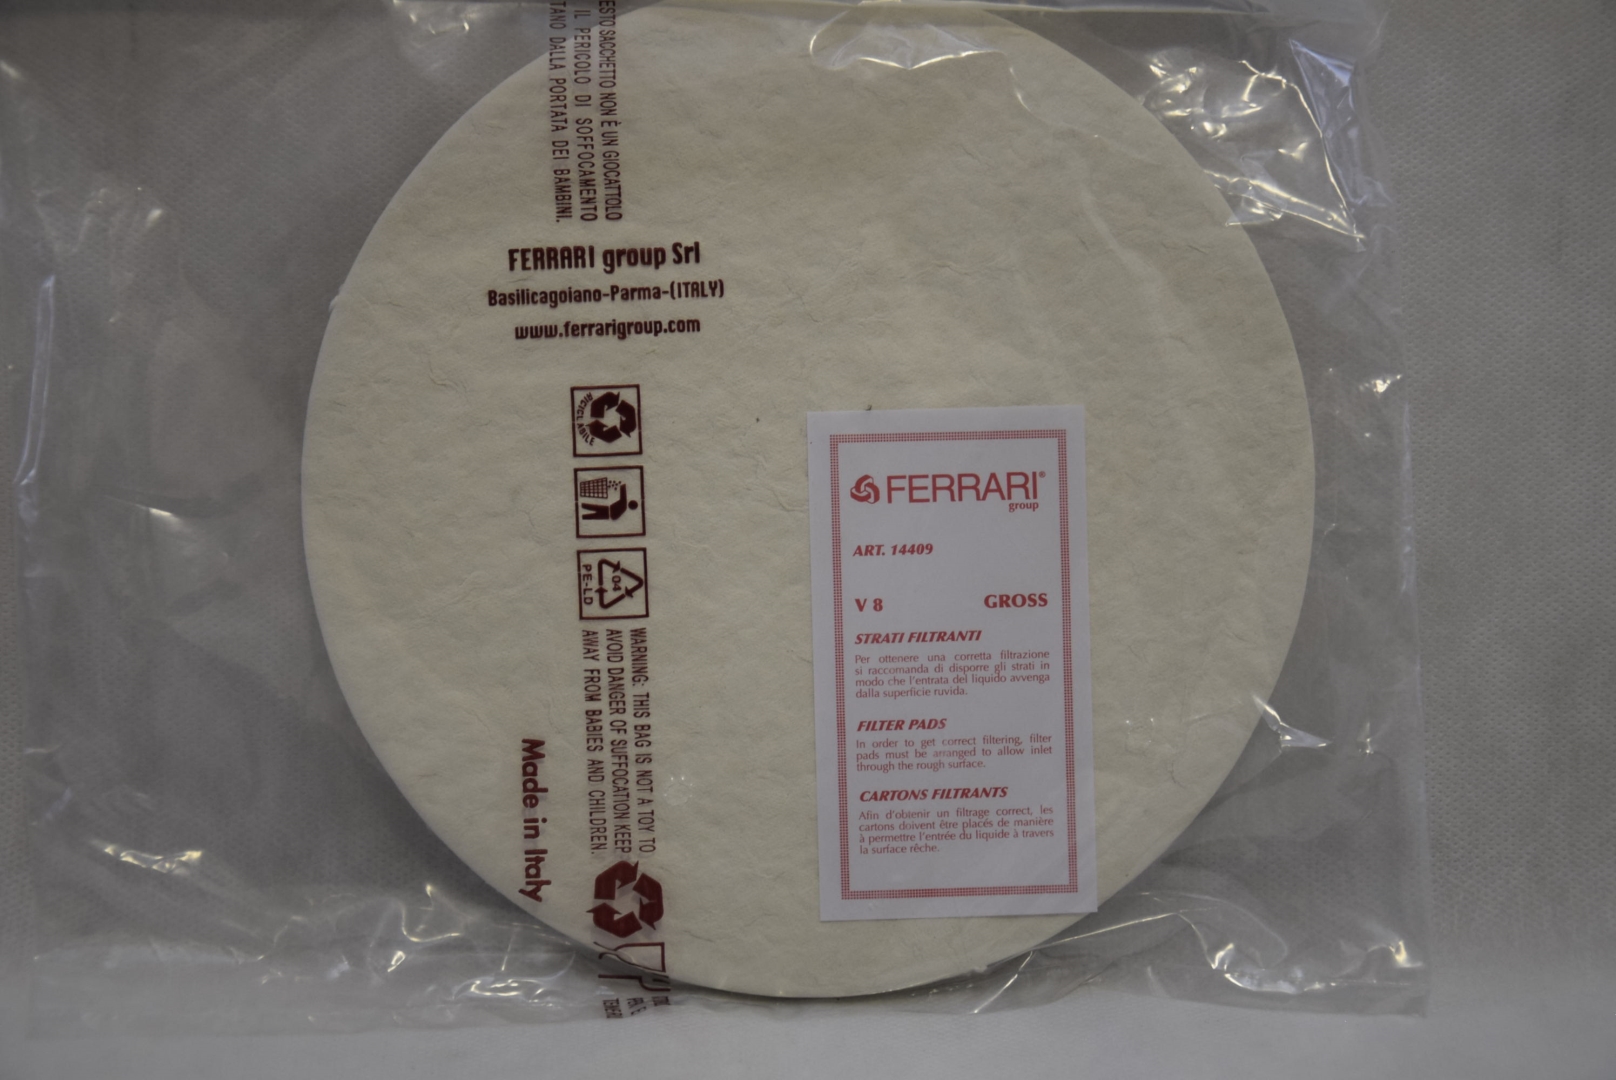 ESTO SACCHETTO NON È UN GIOCATTOLO
IL PERICOLO DI SOFFOCAMENTO
TANO DALLA PORTATA DEI BAMBINI.
FERRARI group Srl
Basilicagoiano-Parma-(ITALY)
www.ferrarigroup.com
RICICLABILE
04
PE-LD
WARNING: THIS BAG IS NOT A TOY TO
AVOID DANGER OF SUFFOCATION KEEP
AWAY FROM BABIES AND CHILDREN.
Made in Italy
FERRARI®
group
ART. 14409
V 8 GROSS
STRATI FILTRANTI
Per ottenere una corretta filtrazione
si raccomanda di disporre gli strati in
modo che l'entrata del liquido avvenga
dalla superficie ruvida.
FILTER PADS
In order to get correct filtering, filter
pads must be arranged to allow inlet
through the rough surface.
CARTONS FILTRANTS
Afin d'obtenir un filtrage correct, les
cartons doivent être placés de manière
à permettre l'entrée du liquide à travers
la surface rêche.